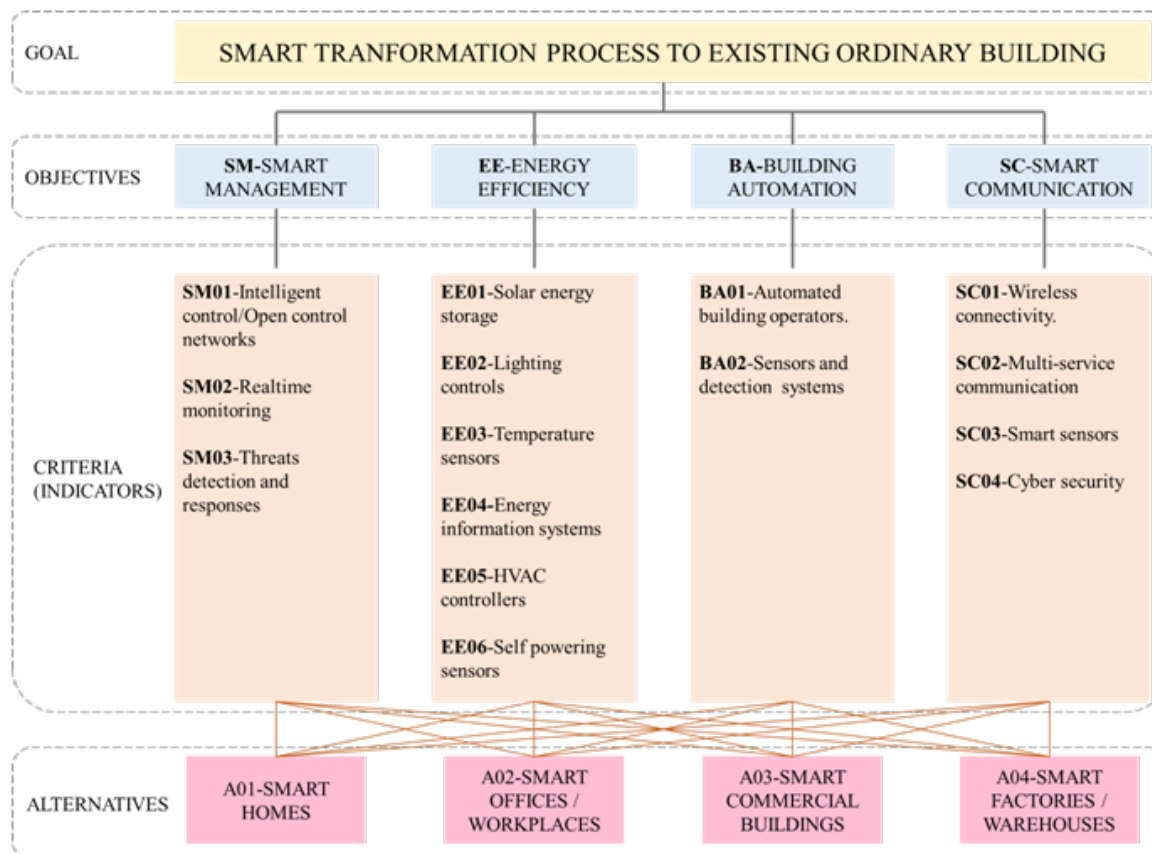 GOAL
SMART TRANFORMATION PROCESS TO EXISTING ORDINARY BUILDING
OBJECTIVES
SM-SMART
MANAGEMENT
EE-ENERGY
EFFICIENCY
BA-BUILDING
AUTOMATION
SC-SMART
COMMUNICATION
CRITERIA
(INDICATORS)
SM01-Intelligent
control/Open control
networks
SM02-Realtime
monitoring
SM03-Threats
detection and
responses
EE01-Solar energy
storage
EE02-Lighting
controls
EE03-Temperature
sensors
EE04-Energy
information systems
EE05-HVAC
controllers
EE06-Self powering
sensors
BA01-Automated
building operators.
BA02-Sensors and
detection systems
SC01-Wireless
connectivity.
SC02-Multi-service
communication
SC03-Smart sensors
SC04-Cyber security
ALTERNATIVES
A01-SMART
HOMES
A02-SMART
OFFICES /
WORKPLACES
A03-SMART
COMMERCIAL
BUILDINGS
A04-SMART
FACTORIES /
WAREHOUSES